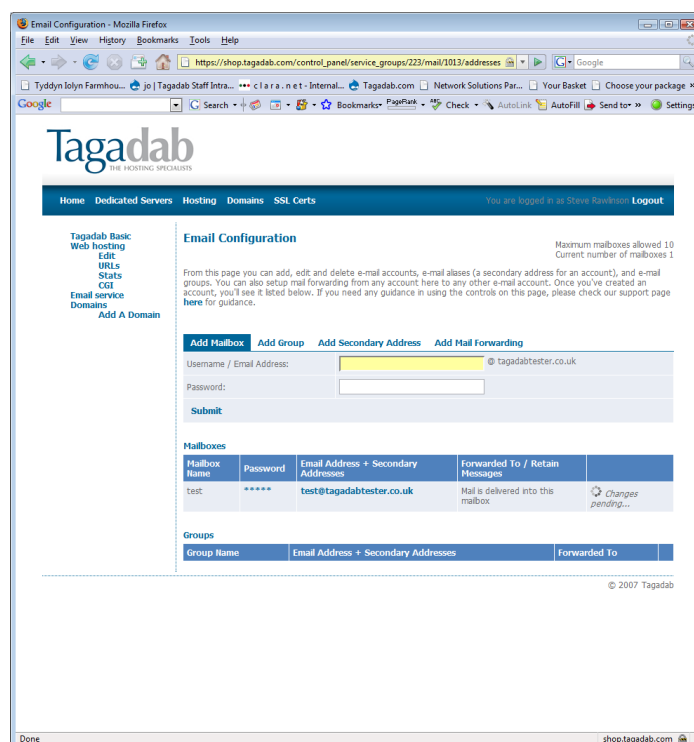 Email Configuration - Mozilla Firefox
File Edit View History Bookmarks Tools Help
https://shop.tagadab.com/control_panel/service_groups/223/mail/1013/addresses
Google
Tyddyn Iolyn Farmhou... jo | Tagadab Staff Intra... c l a r a . n e t - Internal... Tagadab.com Network Solutions Par... Your Basket Choose your package »
Google Search Bookmarks PageRank Check AutoLink AutoFill Send to Settings
Tagadab
THE HOSTING SPECIALISTS
Home Dedicated Servers Hosting Domains SSL Certs You are logged in as Steve Rawlinson Logout
Tagadab Basic
Web hosting
Edit
URLs
Stats
CGI
Email service
Domains
Add A Domain
Email Configuration
Maximum mailboxes allowed 10
Current number of mailboxes 1
From this page you can add, edit and delete e-mail accounts, e-mail aliases (a secondary address for an account), and e-mail
groups. You can also setup mail forwarding from any account here to any other e-mail account. Once you've created an
account, you'll see it listed below. If you need any guidance in using the controls on this page, please check our support page
here for guidance.
Add Mailbox Add Group Add Secondary Address Add Mail Forwarding
Username / Email Address: @ tagadabtester.co.uk
Password:
Submit
Mailboxes
Mailbox Name Password Email Address + Secondary Addresses Forwarded To / Retain Messages
test ***** test@tagadabtester.co.uk Mail is delivered into this mailbox Changes pending...
Groups
Group Name Email Address + Secondary Addresses Forwarded To
© 2007 Tagadab
Done shop.tagadab.com